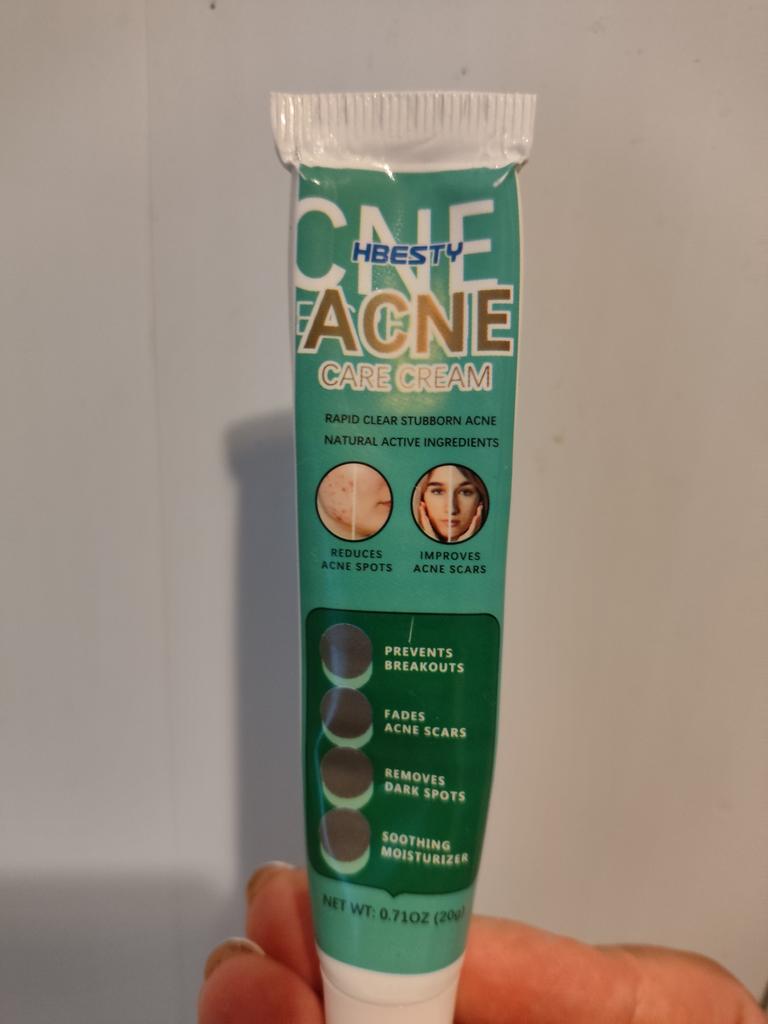 CNE
HBESTY
ACNE
CARE CREAM
RAPID CLEAR STUBBORN ACNE
NATURAL ACTIVE INGREDIENTS
REDUCES
ACNE SPOTS
IMPROVES
ACNE SCARS
PREVENTS
BREAKOUTS
FADES
ACNE SCARS
REMOVES
DARK SPOTS
SOOTHING
MOISTURIZER
NET WT: 0.71OZ (20g)